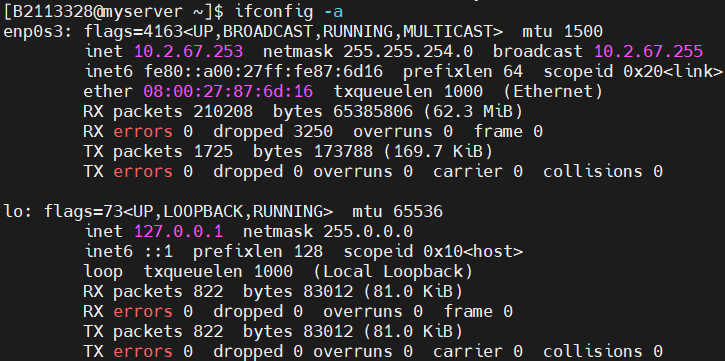 [B2113328@myserver ~]$ ifconfig -a
enp0s3: flags=4163<UP,BROADCAST,RUNNING,MULTICAST>  mtu 1500
        inet 10.2.67.253  netmask 255.255.254.0  broadcast 10.2.67.255
        inet6 fe80::a00:27ff:fe87:6d16  prefixlen 64  scopeid 0x20<link>
        ether 08:00:27:87:6d:16  txqueuelen 1000  (Ethernet)
        RX packets 210208  bytes 65385806 (62.3 MiB)
        RX errors 0  dropped 3250  overruns 0  frame 0
        TX packets 1725  bytes 173788 (169.7 KiB)
        TX errors 0  dropped 0 overruns 0  carrier 0  collisions 0

lo: flags=73<UP,LOOPBACK,RUNNING>  mtu 65536
        inet 127.0.0.1  netmask 255.0.0.0
        inet6 ::1  prefixlen 128  scopeid 0x10<host>
        loop  txqueuelen 1000  (Local Loopback)
        RX packets 822  bytes 83012 (81.0 KiB)
        RX errors 0  dropped 0  overruns 0  frame 0
        TX packets 822  bytes 83012 (81.0 KiB)
        TX errors 0  dropped 0 overruns 0  carrier 0  collisions 0